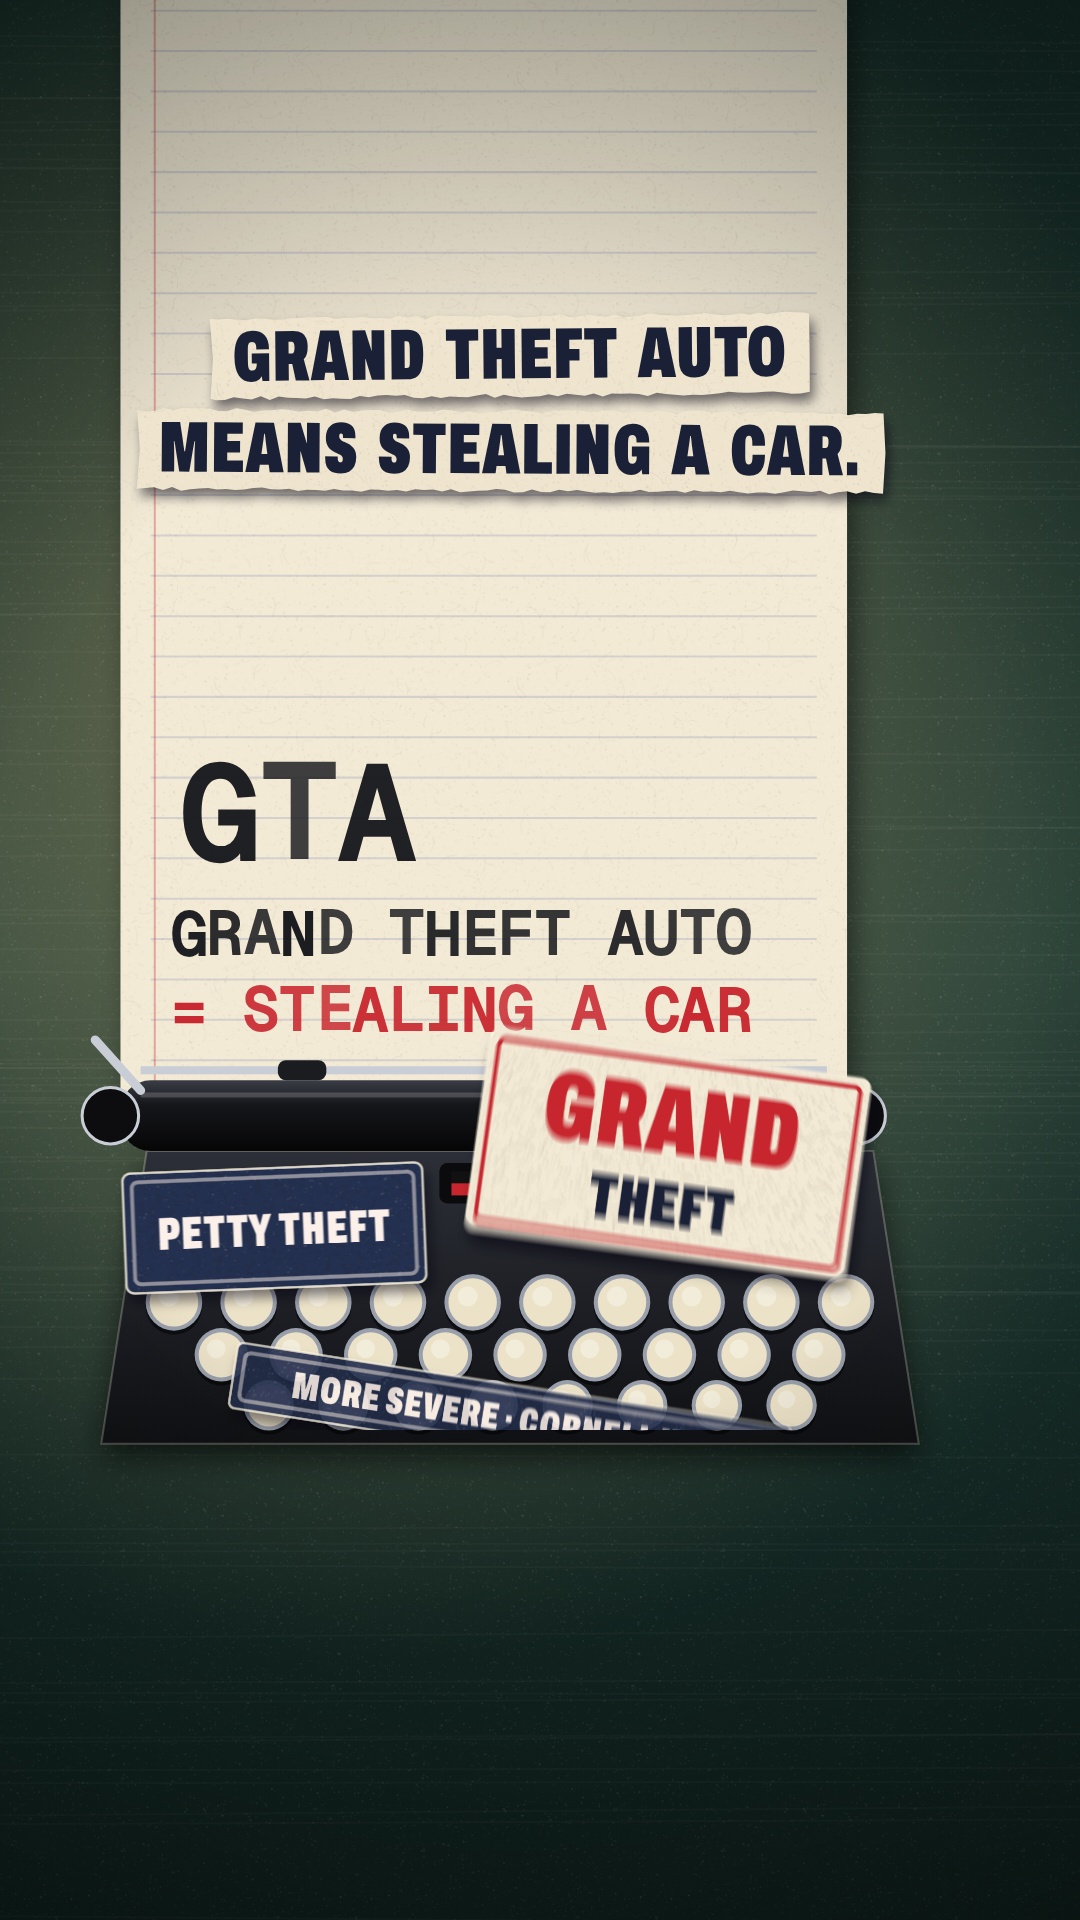 GRAND THEFT AUTO
MEANS STEALING A CAR.
GTA
GRAND THEFT AUTO
= STEALING A CAR
GRAND
THEFT
PETTY THEFT
MORE SEVERE ·